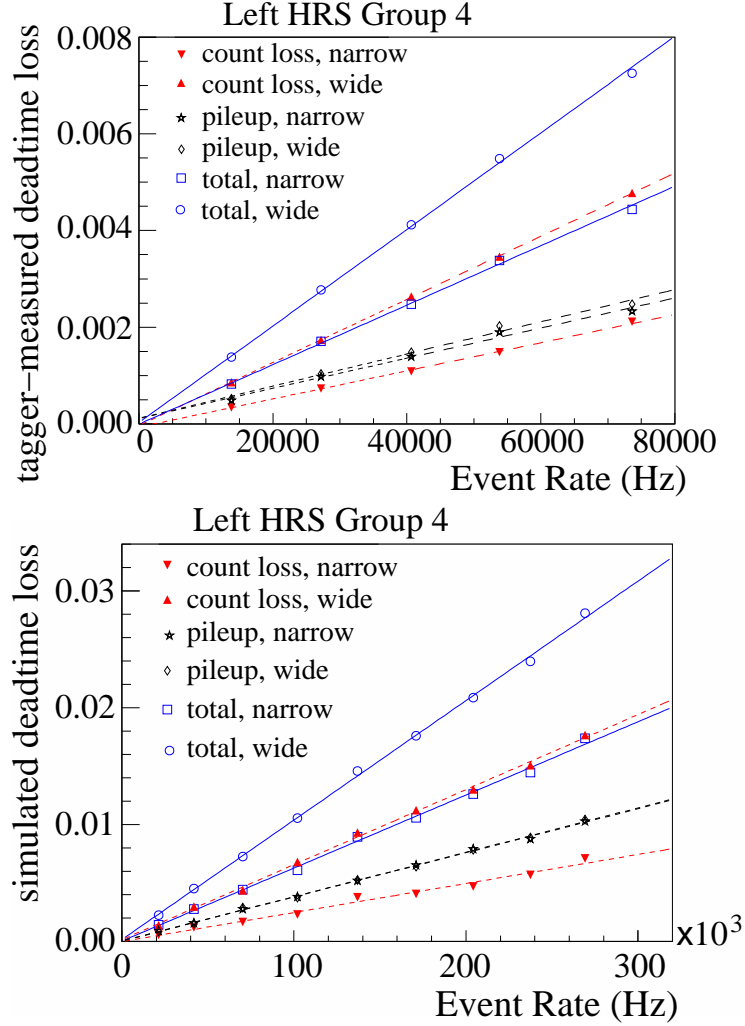 Left HRS Group 4
tagger−measured deadtime loss
0.008
0.006
0.004
0.002
0.000
count loss, narrow
count loss, wide
pileup, narrow
pileup, wide
total, narrow
total, wide
0 20000 40000 60000 80000
Event Rate (Hz)
Left HRS Group 4
simulated deadtime loss
0.03
0.02
0.01
0.00
count loss, narrow
count loss, wide
pileup, narrow
pileup, wide
total, narrow
total, wide
0 100 200 300 x10³
Event Rate (Hz)